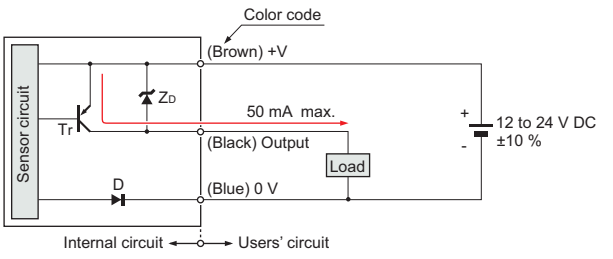 Color code
(Brown) +V
Sensor circuit
Tr
ZD
50 mA max.
+
12 to 24 V DC
±10 %
-
(Black) Output
Load
D
(Blue) 0 V
Internal circuit
Users' circuit